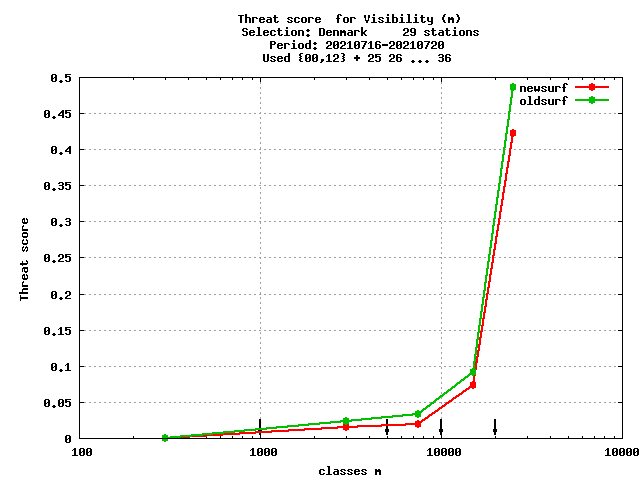 Threat score  for Visibility (m)
Selection: Denmark     29 stations
Period: 20210716-20210720
Used {00,12} + 25 26 ... 36
newsurf
oldsurf
0.5
0.45
0.4
0.35
0.3
0.25
0.2
0.15
0.1
0.05
0
Threat score
100
1000
10000
10000
classes m